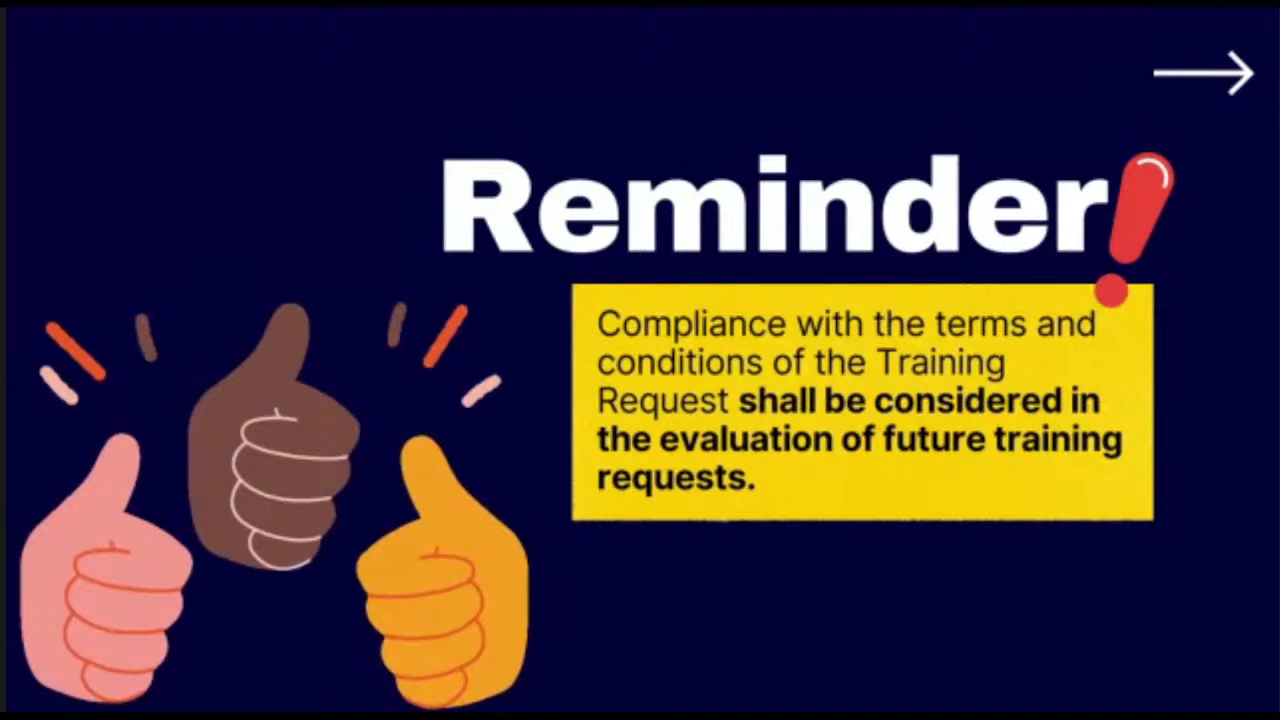 Reminder!
Compliance with the terms and
conditions of the Training
Request shall be considered in
the evaluation of future training
requests.